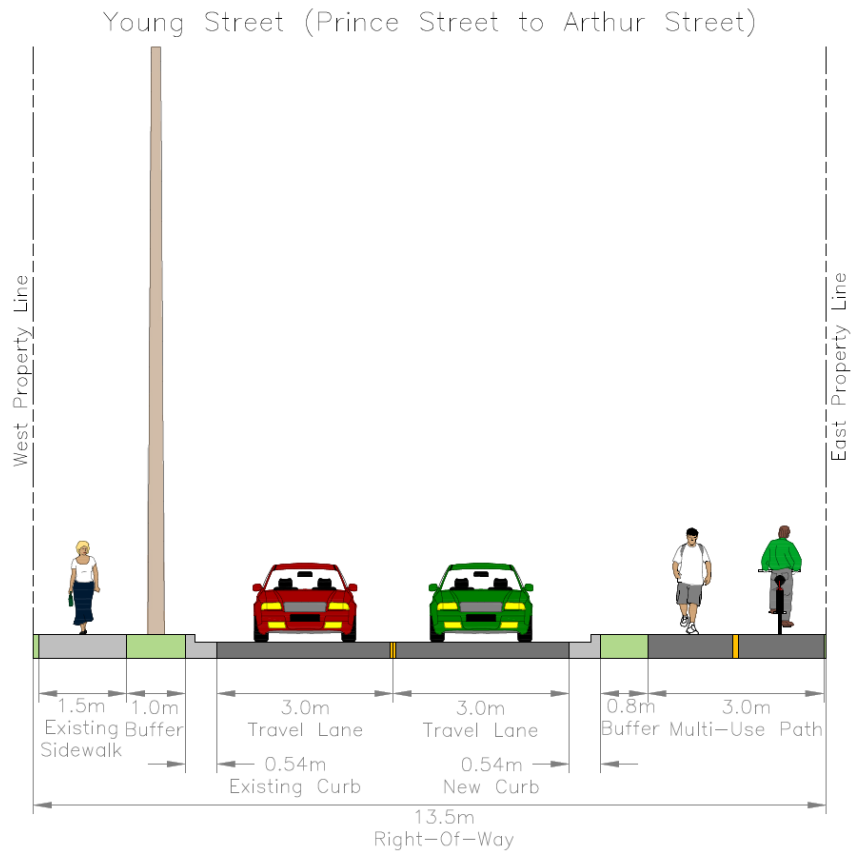 Young Street (Prince Street to Arthur Street)
West Property Line
East Property Line
1.5m
Existing
Sidewalk
1.0m
Buffer
3.0m
Travel Lane
3.0m
Travel Lane
0.8m
Buffer
3.0m
Multi-Use Path
0.54m
Existing Curb
0.54m
New Curb
13.5m
Right-Of-Way